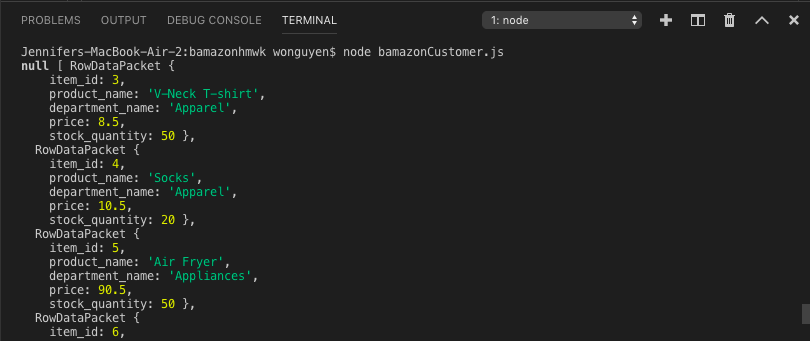 PROBLEMS OUTPUT DEBUG CONSOLE TERMINAL 1: node
Jennifers-MacBook-Air-2:bamazonhmwk wonguyen$ node bamazonCustomer.js
null [ RowDataPacket {
    item_id: 3,
    product_name: 'V-Neck T-shirt',
    department_name: 'Apparel',
    price: 8.5,
    stock_quantity: 50 },
  RowDataPacket {
    item_id: 4,
    product_name: 'Socks',
    department_name: 'Apparel',
    price: 10.5,
    stock_quantity: 20 },
  RowDataPacket {
    item_id: 5,
    product_name: 'Air Fryer',
    department_name: 'Appliances',
    price: 90.5,
    stock_quantity: 50 },
  RowDataPacket {
    item_id: 6,